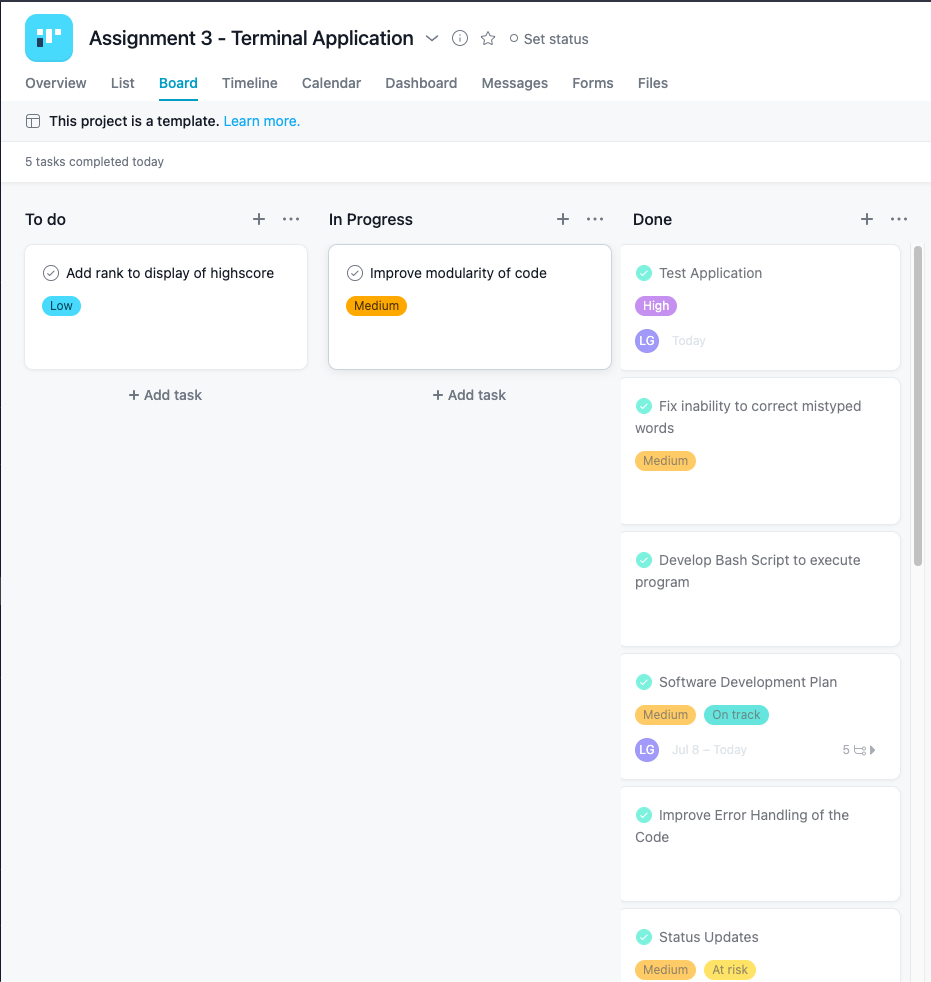 Assignment 3 - Terminal Application
Set status
Overview List Board Timeline Calendar Dashboard Messages Forms Files
This project is a template. Learn more.
5 tasks completed today
To do
Add rank to display of highscore
Low
+ Add task
In Progress
Improve modularity of code
Medium
+ Add task
Done
Test Application
High
LG Today
Fix inability to correct mistyped
words
Medium
Develop Bash Script to execute
program
Software Development Plan
Medium On track
LG Jul 8 – Today 5
Improve Error Handling of the
Code
Status Updates
Medium At risk